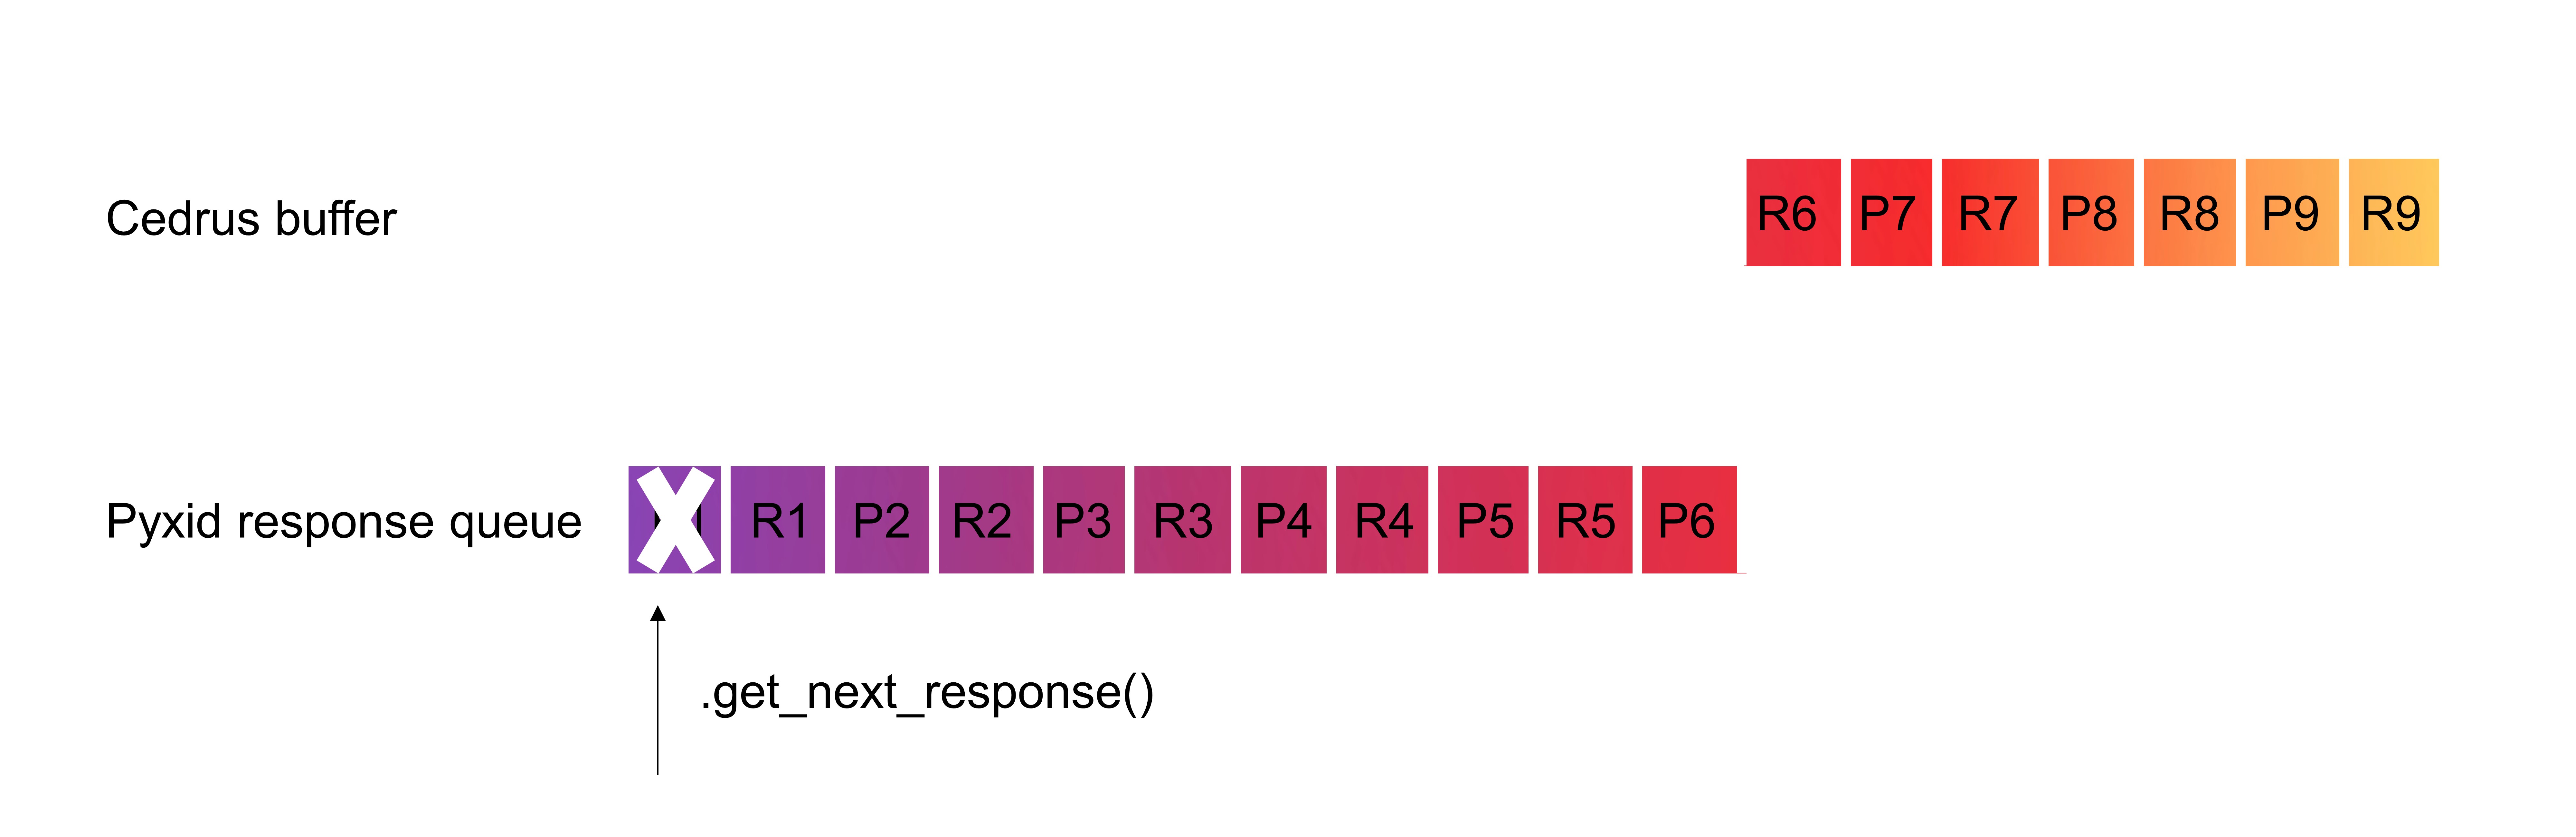 Cedrus buffer R6 P7 R7 P8 R8 P9 R9
Pyxid response queue R1 P2 R2 P3 R3 P4 R4 P5 R5 P6
.get_next_response()